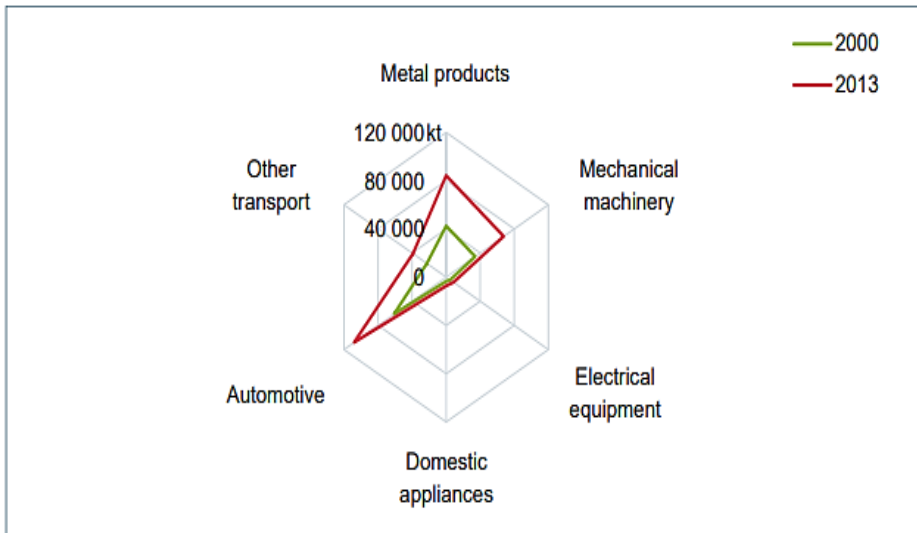 2000
2013
Metal products
120 000 kt
Other
transport
Mechanical
machinery
80 000
40 000
0
Automotive
Electrical
equipment
Domestic
appliances